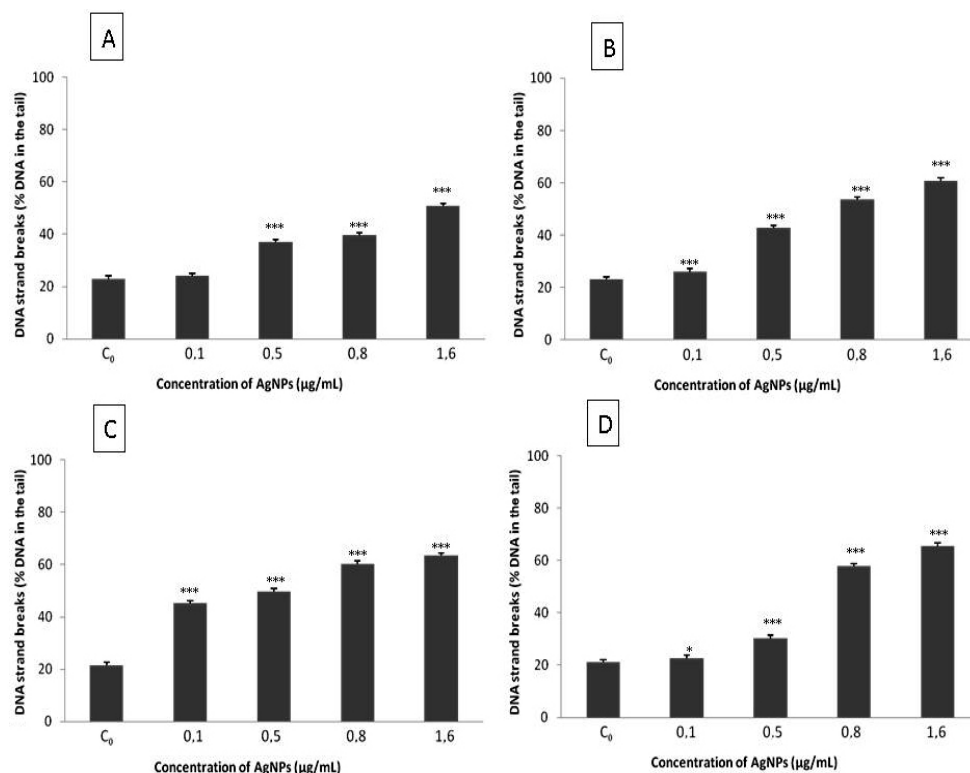 A
DNA strand breaks (% DNA in the tail)
100
80
60
40
20
0
***
***
***
C₀ 0,1 0,5 0,8 1,6
Concentration of AgNPs (µg/mL)
B
DNA strand breaks (% DNA in the tail)
100
80
60
40
20
0
***
***
***
***
C₀ 0,1 0,5 0,8 1,6
Concentration of AgNPs (µg/mL)
C
DNA strand breaks (% DNA in the tail)
100
80
60
40
20
0
***
***
***
***
C₀ 0,1 0,5 0,8 1,6
Concentration of AgNPs (µg/mL)
D
DNA strand breaks (% DNA in the tail)
100
80
60
40
20
0
*
***
***
***
C₀ 0,1 0,5 0,8 1,6
Concentration of AgNPs (µg/mL)